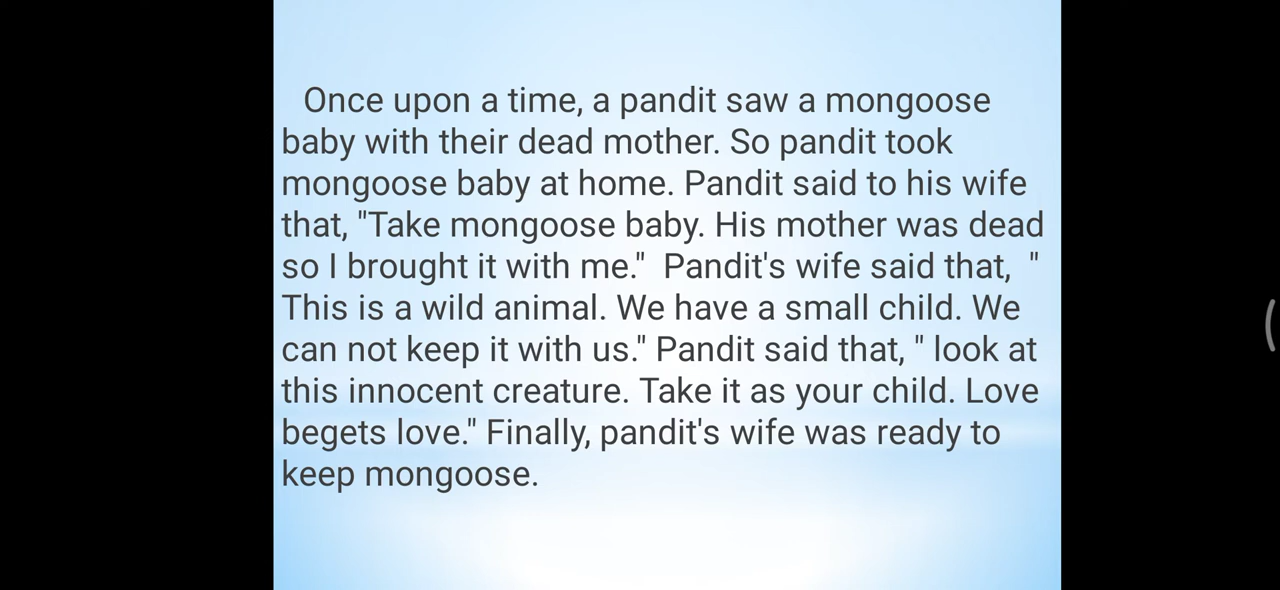 Once upon a time, a pandit saw a mongoose
baby with their dead mother. So pandit took
mongoose baby at home. Pandit said to his wife
that, "Take mongoose baby. His mother was dead
so I brought it with me."  Pandit's wife said that,  "
This is a wild animal. We have a small child. We
can not keep it with us." Pandit said that, " look at
this innocent creature. Take it as your child. Love
begets love." Finally, pandit's wife was ready to
keep mongoose.